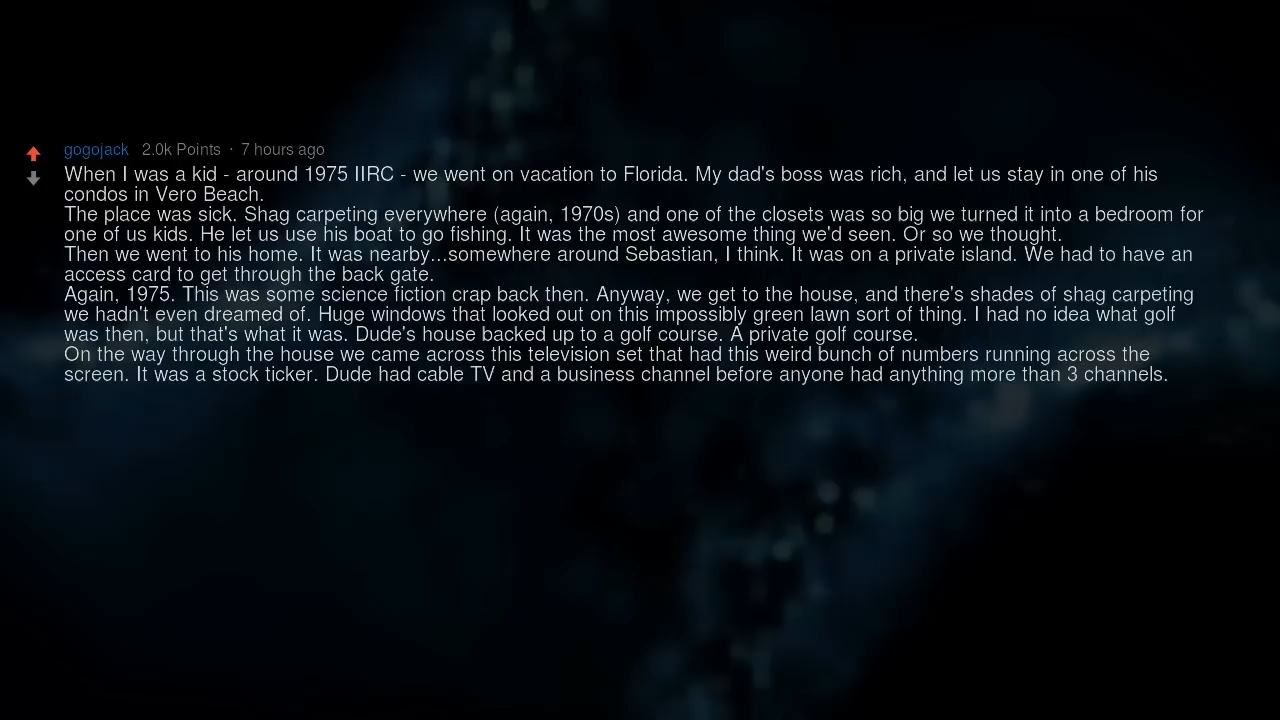 gogojack 2.0k Points · 7 hours ago
When I was a kid - around 1975 IIRC - we went on vacation to Florida. My dad's boss was rich, and let us stay in one of his
condos in Vero Beach.
The place was sick. Shag carpeting everywhere (again, 1970s) and one of the closets was so big we turned it into a bedroom for
one of us kids. He let us use his boat to go fishing. It was the most awesome thing we'd seen. Or so we thought.
Then we went to his home. It was nearby...somewhere around Sebastian, I think. It was on a private island. We had to have an
access card to get through the back gate.
Again, 1975. This was some science fiction crap back then. Anyway, we get to the house, and there's shades of shag carpeting
we hadn't even dreamed of. Huge windows that looked out on this impossibly green lawn sort of thing. I had no idea what golf
was then, but that's what it was. Dude's house backed up to a golf course. A private golf course.
On the way through the house we came across this television set that had this weird bunch of numbers running across the
screen. It was a stock ticker. Dude had cable TV and a business channel before anyone had anything more than 3 channels.